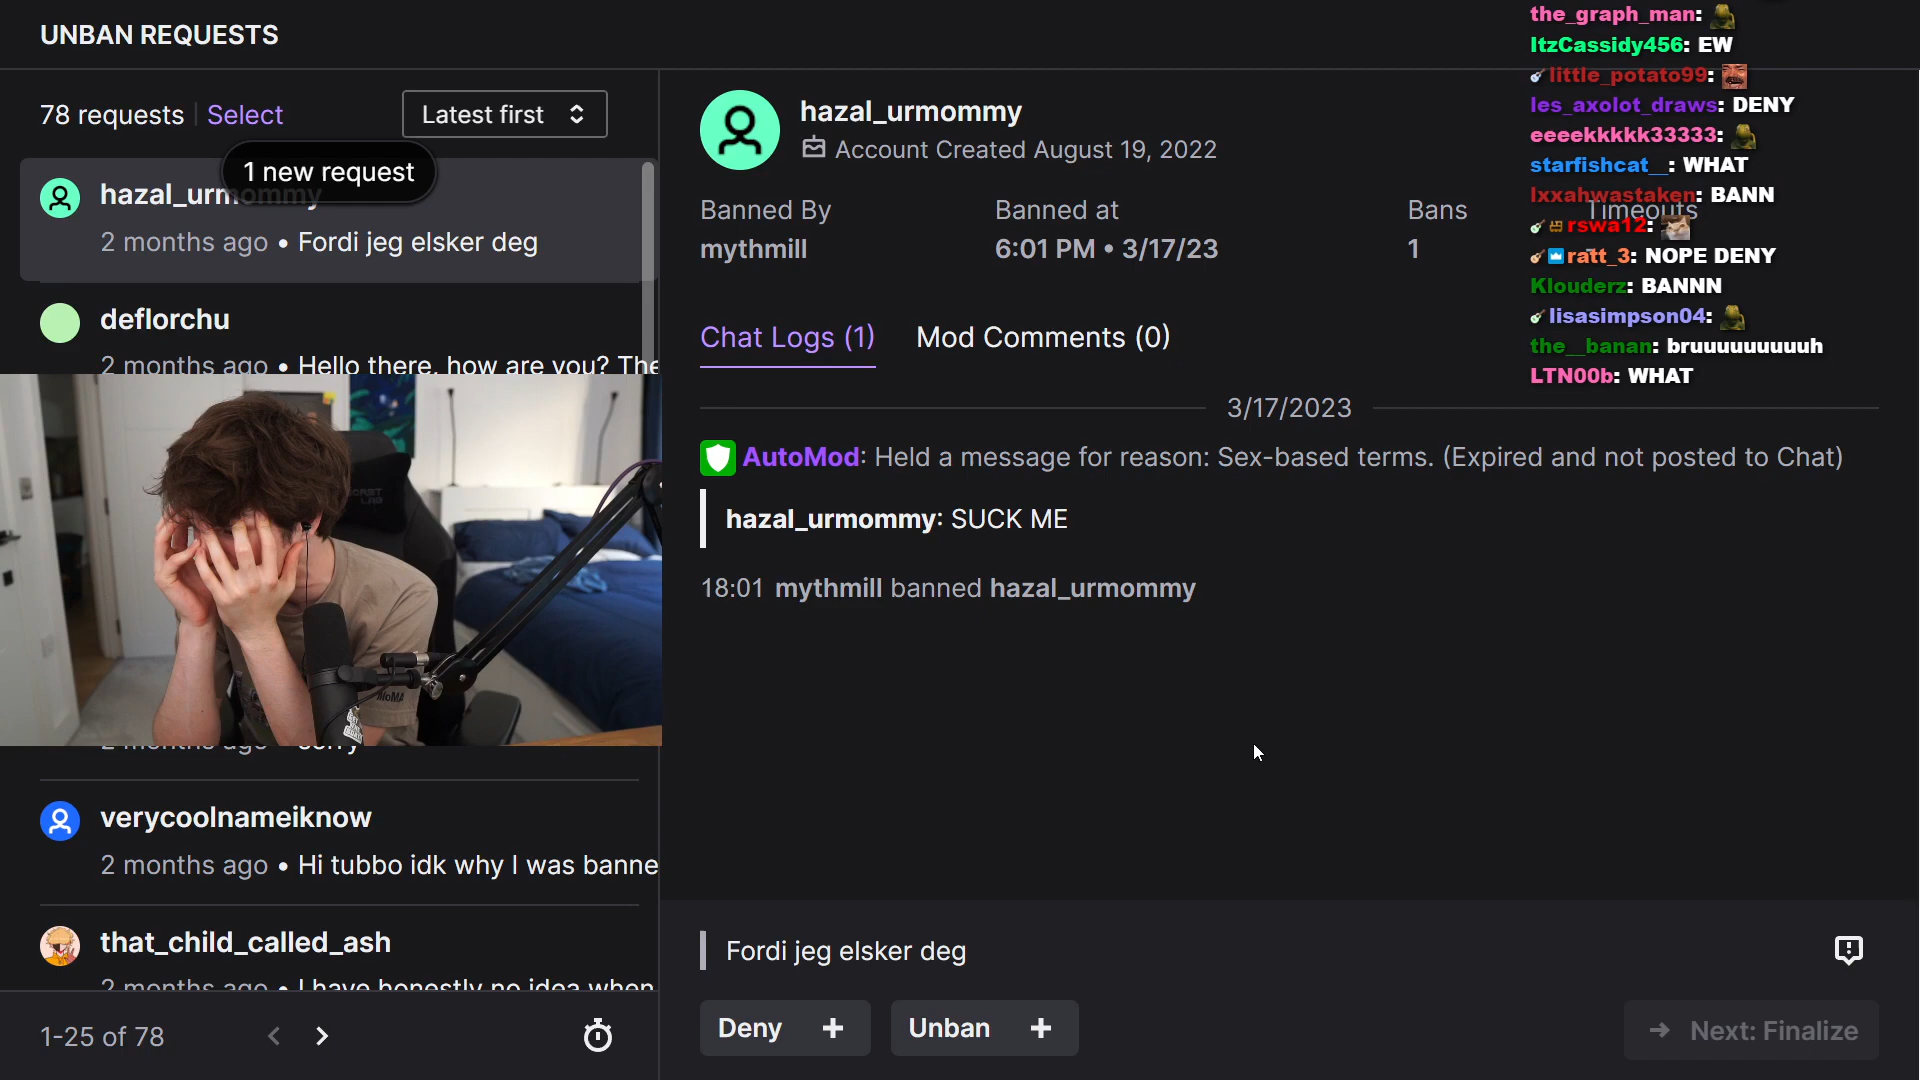 UNBAN REQUESTS
78 requests
Select
Latest first
1 new request
hazal_urmommy
2 months ago • Fordi jeg elsker deg
deflorchu
2 months ago • Hello there, how are you? The
sorry
verycoolnameiknow
2 months ago • Hi tubbo idk why I was banne
that_child_called_ash
2 months ago • I have honestly no idea when
1-25 of 78
hazal_urmommy
Account Created August 19, 2022
Banned By
mythmill
Banned at
6:01 PM • 3/17/23
Bans
1
Timeouts
Chat Logs (1)
Mod Comments (0)
3/17/2023
AutoMod: Held a message for reason: Sex-based terms. (Expired and not posted to Chat)
hazal_urmommy: SUCK ME
18:01 mythmill banned hazal_urmommy
Fordi jeg elsker deg
Deny +
Unban +
Next: Finalize
the_graph_man:
ItzCassidy456: EW
little_potato99:
les_axolot_draws: DENY
eeeekkkkk33333:
starfishcat__: WHAT
lxxahwastaken: BANN
rswa12:
ratt_3: NOPE DENY
Klouderz: BANNN
lisasimpson04:
the__banan: bruuuuuuuuuh
LTN00b: WHAT
MoMA